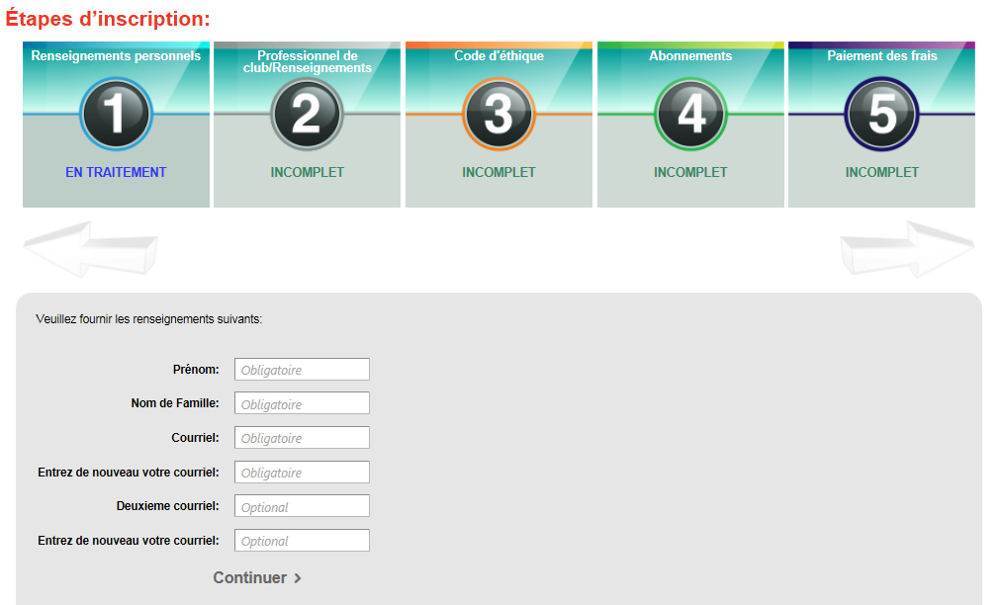 Étapes d’inscription:
Renseignements personnels
1
EN TRAITEMENT
Professionnel de
club/Renseignements
2
INCOMPLET
Code d'éthique
3
INCOMPLET
Abonnements
4
INCOMPLET
Paiement des frais
5
INCOMPLET
Veuillez fournir les renseignements suivants:
Prénom: Obligatoire
Nom de Famille: Obligatoire
Courriel: Obligatoire
Entrez de nouveau votre courriel: Obligatoire
Deuxieme courriel: Optional
Entrez de nouveau votre courriel: Optional
Continuer >